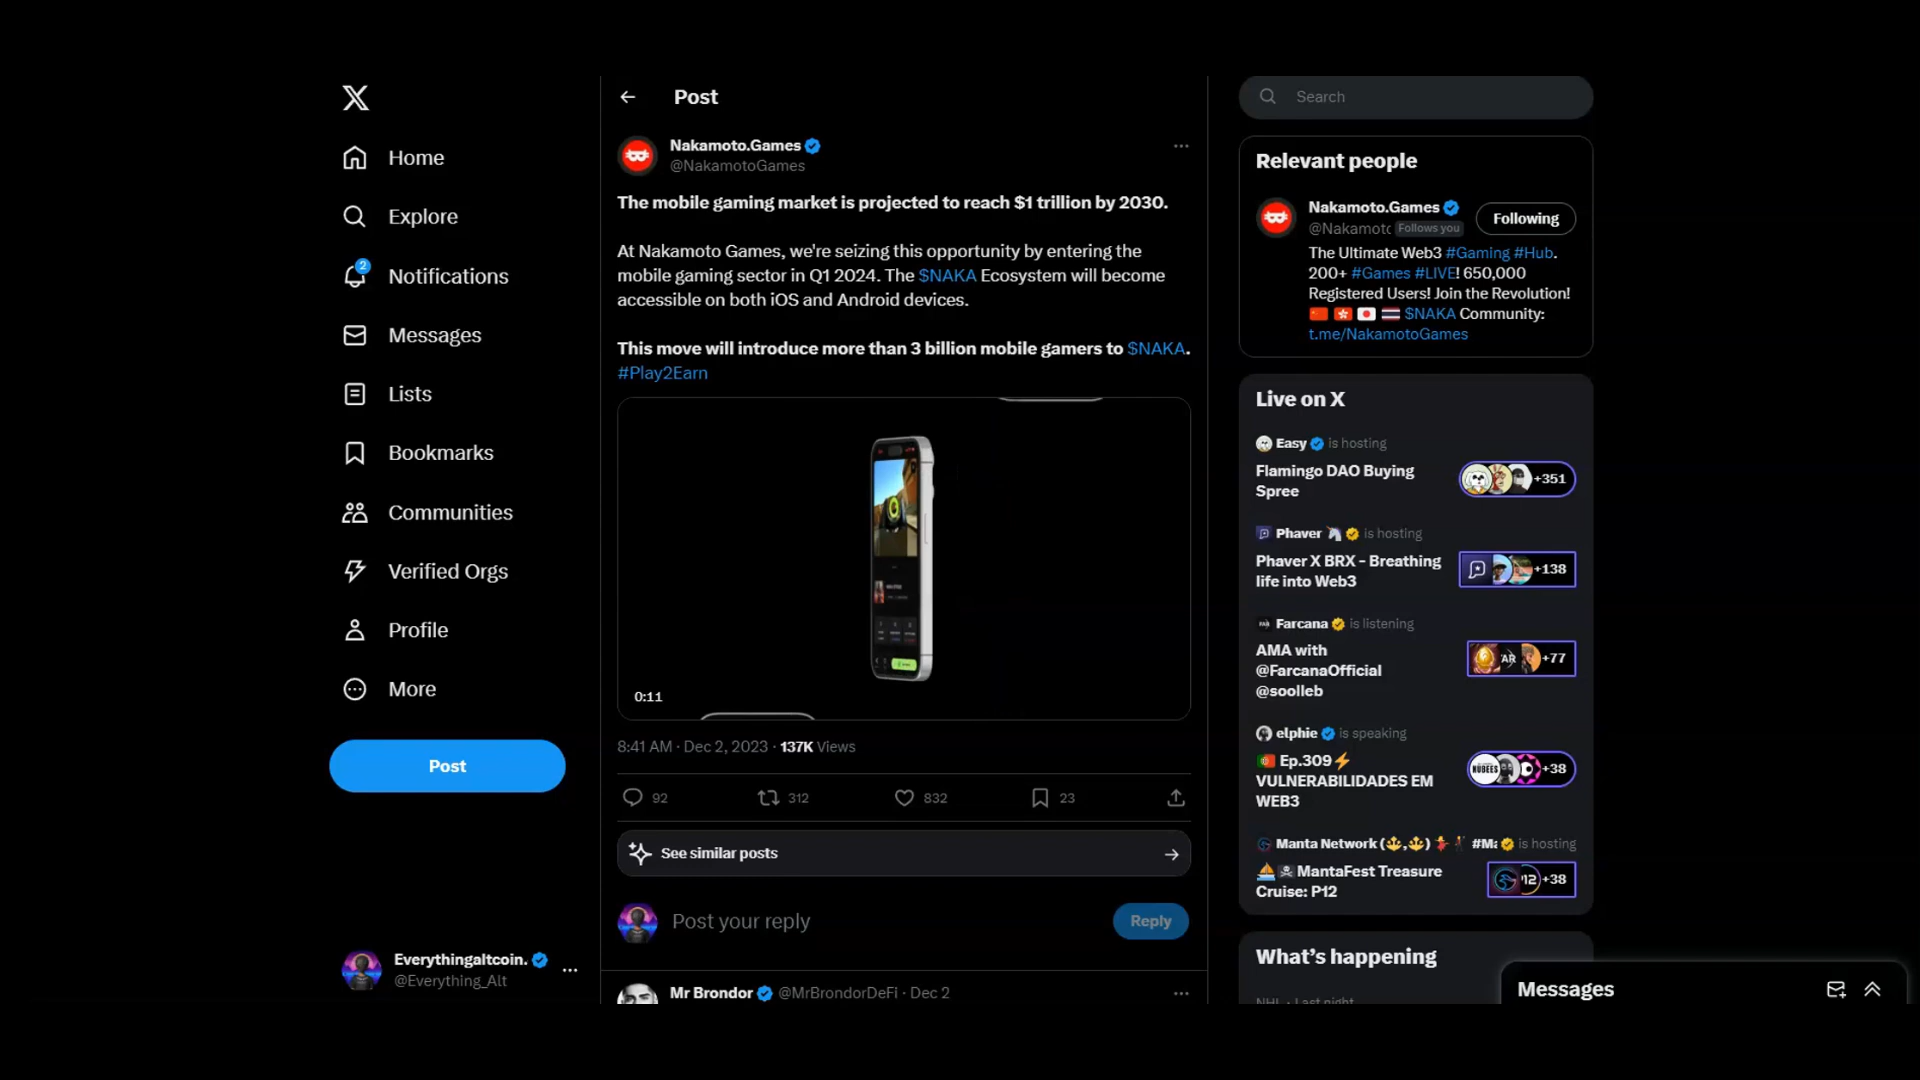 Home
Explore
2
Notifications
Messages
Lists
Bookmarks
Communities
Verified Orgs
Profile
More
Post
Everythingaltcoin.
@Everything_Alt
Post
Nakamoto.Games
@NakamotoGames
The mobile gaming market is projected to reach $1 trillion by 2030.
At Nakamoto Games, we're seizing this opportunity by entering the
mobile gaming sector in Q1 2024. The $NAKA Ecosystem will become
accessible on both iOS and Android devices.
This move will introduce more than 3 billion mobile gamers to $NAKA.
#Play2Earn
0:11
8:41 AM · Dec 2, 2023 · 137K Views
92 312 832 23
See similar posts
Post your reply
Reply
Mr Brondor @MrBrondorDeFi · Dec 2
Search
Relevant people
Nakamoto.Games
Following
@Nakamoto Follows you
The Ultimate Web3 #Gaming #Hub.
200+ #Games #LIVE! 650,000
Registered Users! Join the Revolution!
🇨🇳 🇭🇰 🇯🇵 🇹🇭 $NAKA Community:
t.me/NakamotoGames
Live on X
Easy is hosting
Flamingo DAO Buying
Spree
+351
Phaver 🦄 is hosting
Phaver X BRX - Breathing
life into Web3
+138
Farcana is listening
AMA with
@FarcanaOfficial
@soolleb
+77
elphie is speaking
🇵🇹 Ep.309⚡
VULNERABILIDADES EM
WEB3
NUBEES
+38
Manta Network is hosting
⛵☠️ MantaFest Treasure
Cruise: P12
+38
What's happening
NHL · Last night
Messages